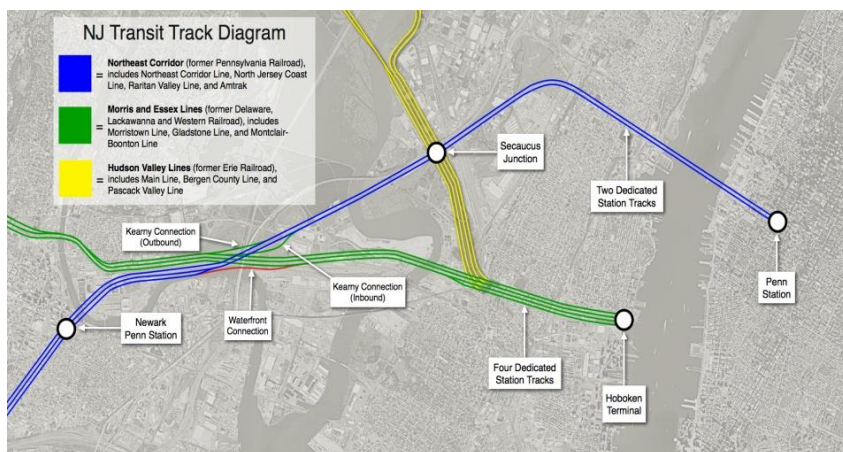 NJ Transit Track Diagram
Northeast Corridor (former Pennsylvania Railroad),
= includes Northeast Corridor Line, North Jersey Coast
Line, Raritan Valley Line, and Amtrak
Morris and Essex Lines (former Delaware,
Lackawanna and Western Railroad), includes
= Morristown Line, Gladstone Line, and Montclair-
Boonton Line
Hudson Valley Lines (former Erie Railroad),
= includes Main Line, Bergen County Line, and
Pascack Valley Line
Secaucus
Junction
Two Dedicated
Station Tracks
Kearny Connection
(Outbound)
Kearny Connection
(Inbound)
Penn
Station
Newark
Penn Station
Waterfront
Connection
Four Dedicated
Station Tracks
Hoboken
Terminal